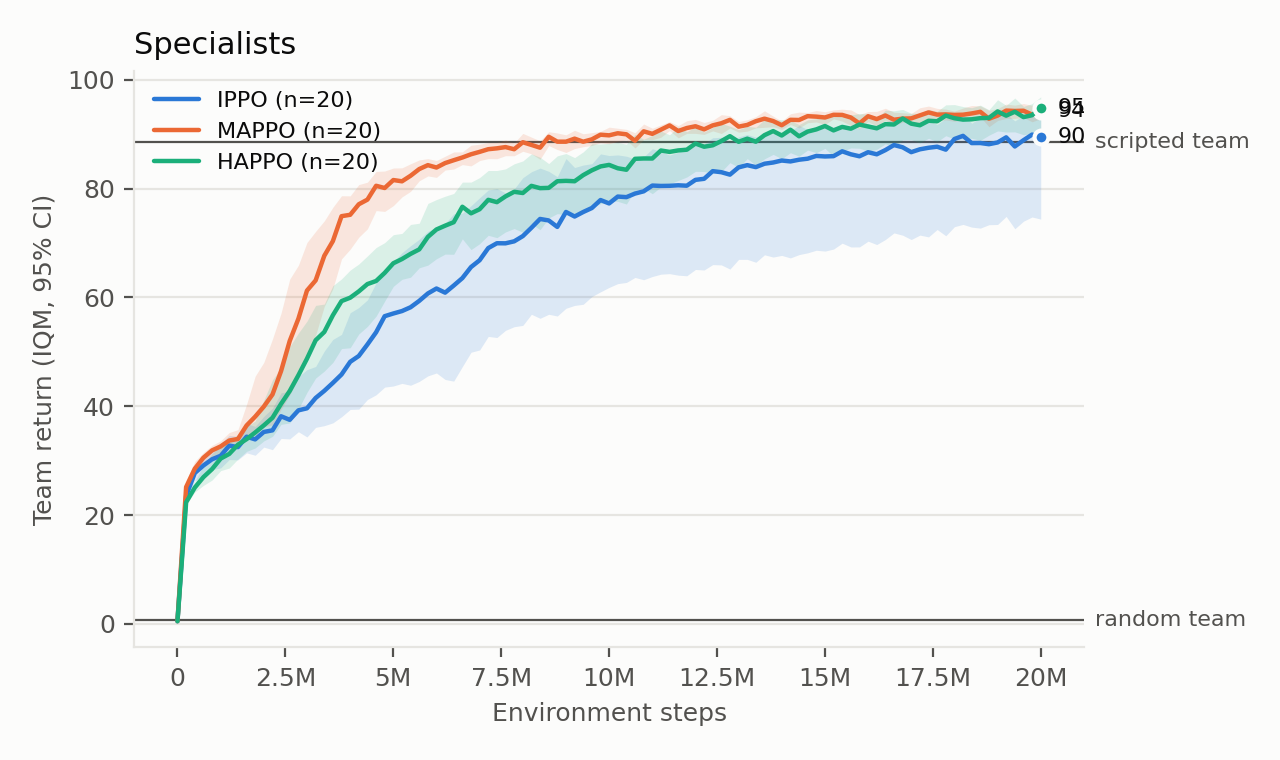 Specialists
IPPO (n=20)
MAPPO (n=20)
HAPPO (n=20)
100
80
60
40
20
0
Team return (IQM, 95% CI)
95
94
90
scripted team
random team
0
2.5M
5M
7.5M
10M
12.5M
15M
17.5M
20M
Environment steps